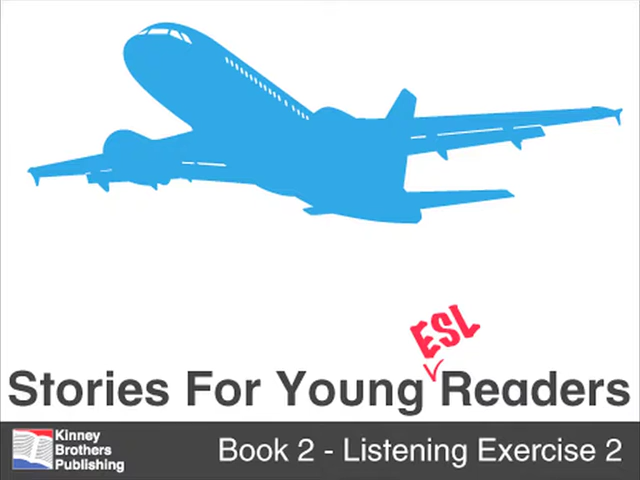 ESL
Stories For Young Readers
Kinney
Brothers
Publishing
Book 2 - Listening Exercise 2